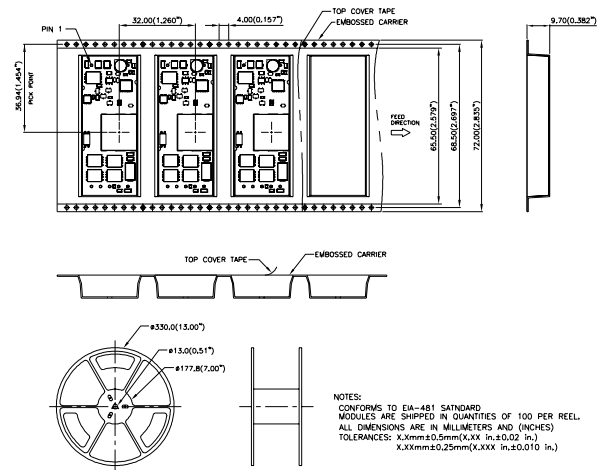 32.00(1.260")
4.00(0.157")
TOP COVER TAPE
EMBOSSED CARRIER
9.70(0.382")
PIN 1
36.94(1.454")
PICK POINT
FEED
DIRECTION
65.50(2.579")
68.50(2.697")
72.00(2.835")
TOP COVER TAPE
EMBOSSED CARRIER
ø330.0(13.00")
ø13.0(0.51")
ø177.8(7.00")
NOTES:
CONFORMS TO EIA-481 SATNDARD
MODULES ARE SHIPPED IN QUANTITIES OF 100 PER REEL.
ALL DIMENSIONS ARE IN MILLIMETERS AND (INCHES)
TOLERANCES: X.Xmm±0.5mm(X.XX in.±0.02 in.)
X.XXmm±0.25mm(X.XXX in.±0.010 in.)